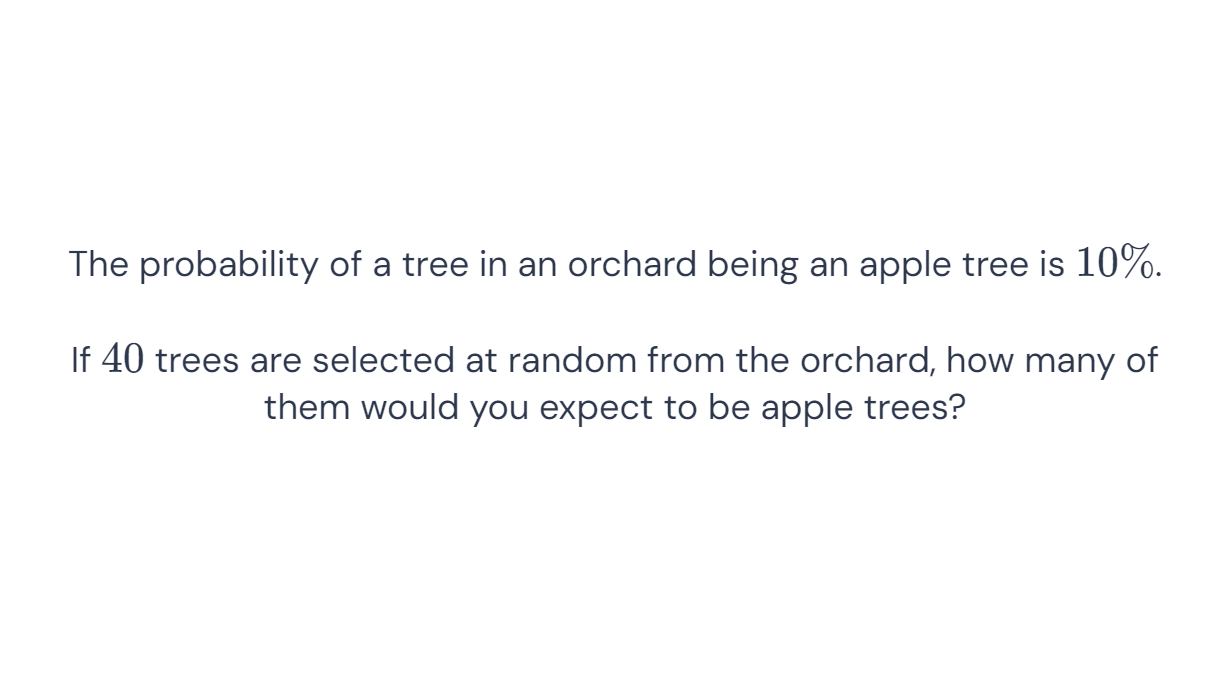 The probability of a tree in an orchard being an apple tree is 10%.
If 40 trees are selected at random from the orchard, how many of
them would you expect to be apple trees?